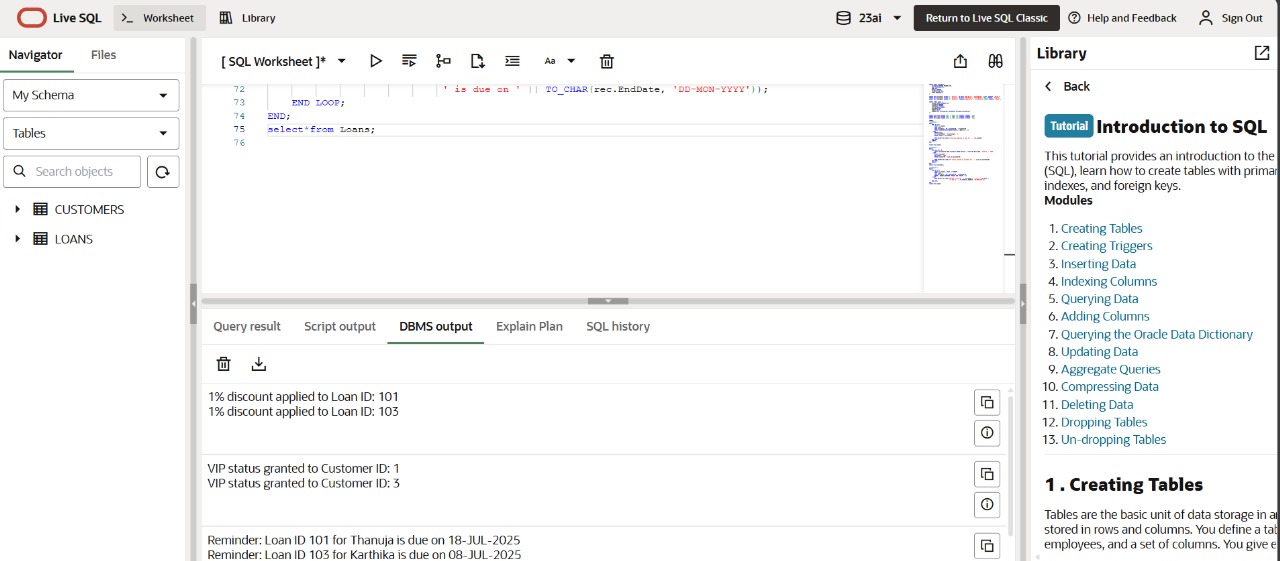 Live SQL
Worksheet
Library
23ai
Return to Live SQL Classic
Help and Feedback
Sign Out
Navigator
Files
My Schema
Tables
Search objects
CUSTOMERS
LOANS
[ SQL Worksheet ]*
Aa
72 ' is due on ' || TO_CHAR(rec.EndDate, 'DD-MON-YYYY'));
73 END LOOP;
74 END;
75 select*from Loans;
76
Query result
Script output
DBMS output
Explain Plan
SQL history
1% discount applied to Loan ID: 101
1% discount applied to Loan ID: 103
VIP status granted to Customer ID: 1
VIP status granted to Customer ID: 3
Reminder: Loan ID 101 for Thanuja is due on 18-JUL-2025
Reminder: Loan ID 103 for Karthika is due on 08-JUL-2025
Library
Back
Tutorial Introduction to SQL
This tutorial provides an introduction to the
(SQL), learn how to create tables with primar
indexes, and foreign keys.
Modules
1. Creating Tables
2. Creating Triggers
3. Inserting Data
4. Indexing Columns
5. Querying Data
6. Adding Columns
7. Querying the Oracle Data Dictionary
8. Updating Data
9. Aggregate Queries
10. Compressing Data
11. Deleting Data
12. Dropping Tables
13. Un-dropping Tables
1 . Creating Tables
Tables are the basic unit of data storage in a
stored in rows and columns. You define a tab
employees, and a set of columns. You give e